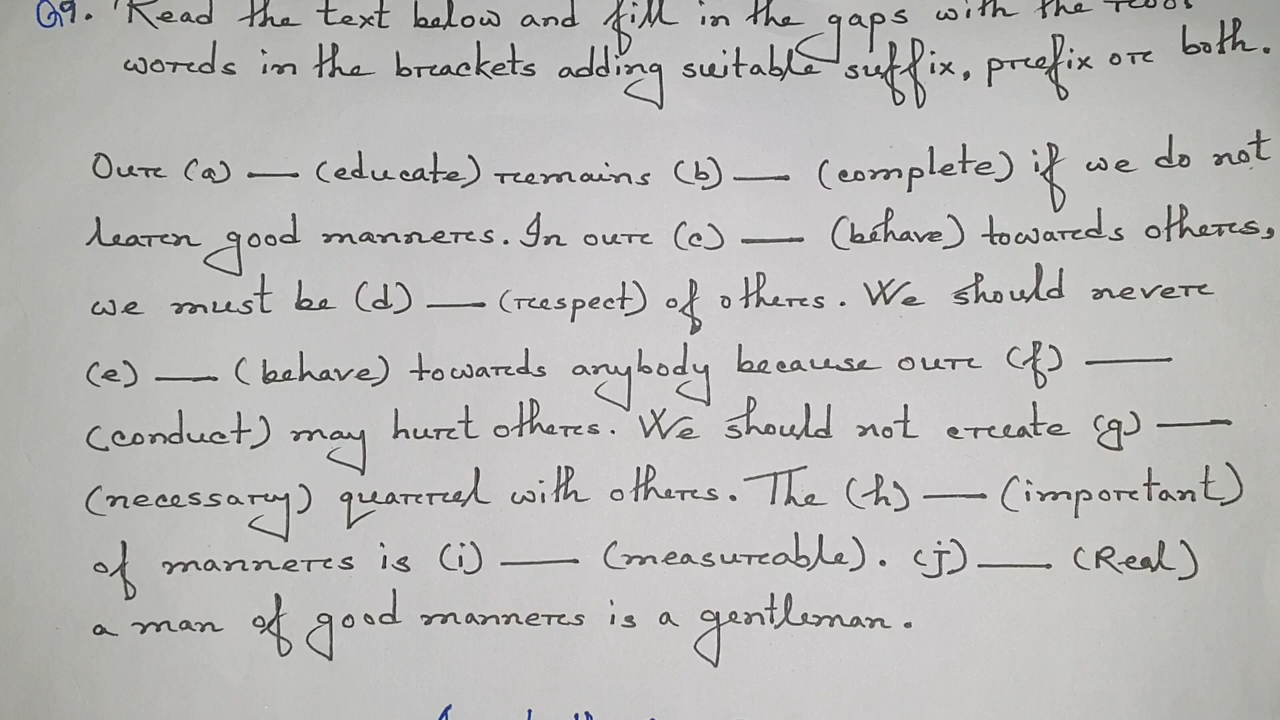 Q9. Read the text below and fill in the gaps with the root
words in the brackets adding suitable suffix, prefix or both.
Our (a) — (educate) remains (b) — (complete) if we do not
learn good manners. In our (c) — (behave) towards others,
we must be (d) — (respect) of others. We should never
(e) — (behave) towards anybody because our (f) —
(conduct) may hurt others. We should not create (g) —
(necessary) quarrel with others. The (h) — (important)
of manners is (i) — (measurable). (j) — (Real)
a man of good manners is a gentleman.